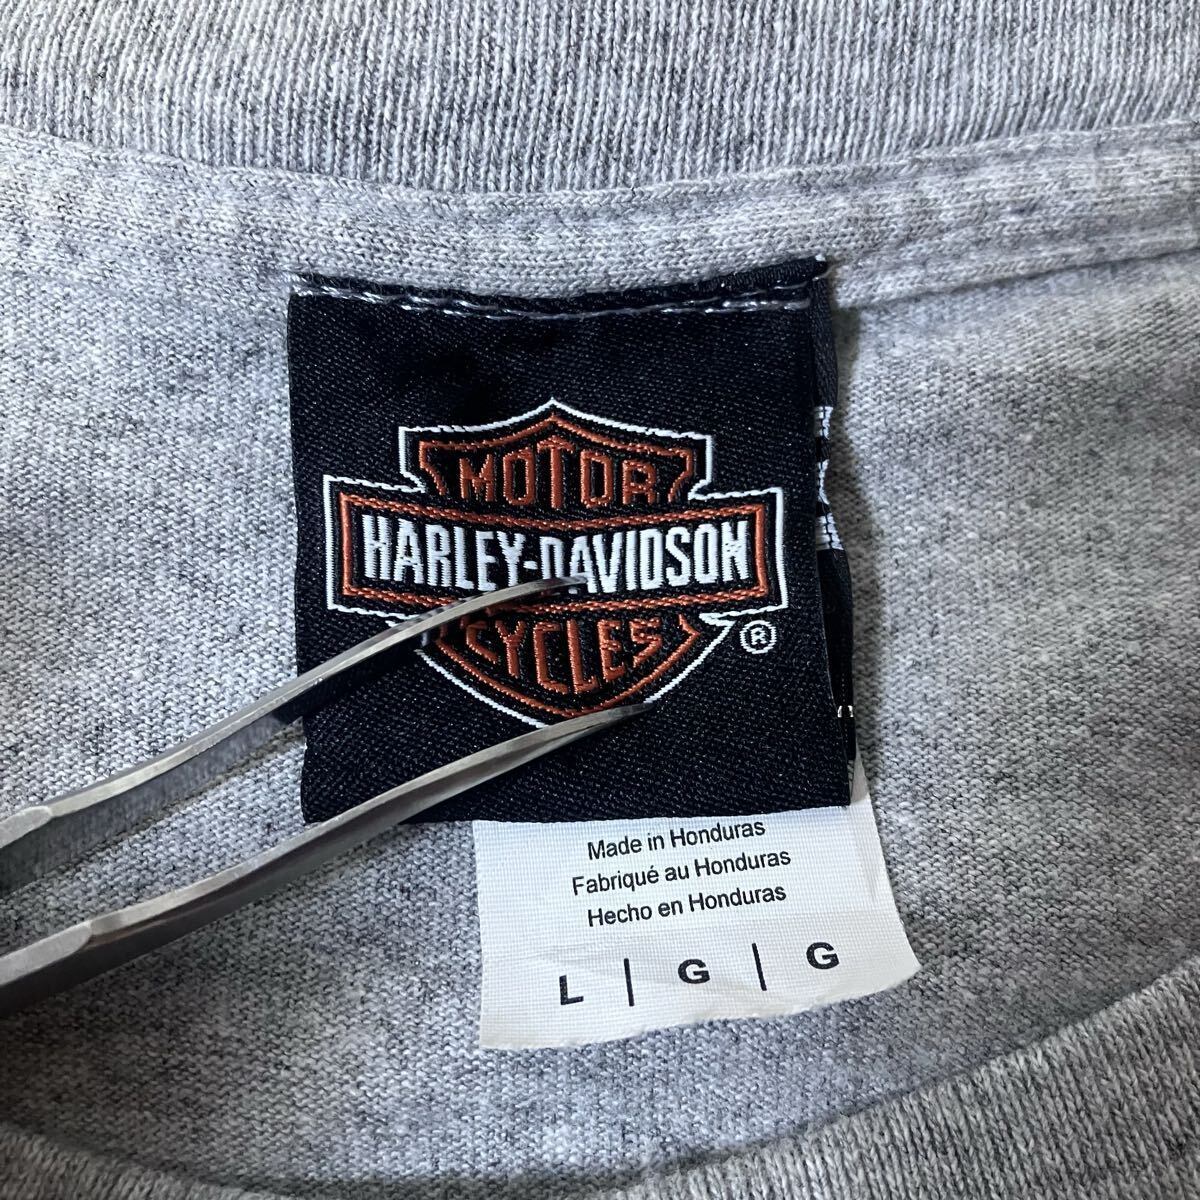 MOTOR
HARLEY-DAVIDSON
CYCLES
®
Made in Honduras
Fabriqué au Honduras
Hecho en Honduras
L | G | G